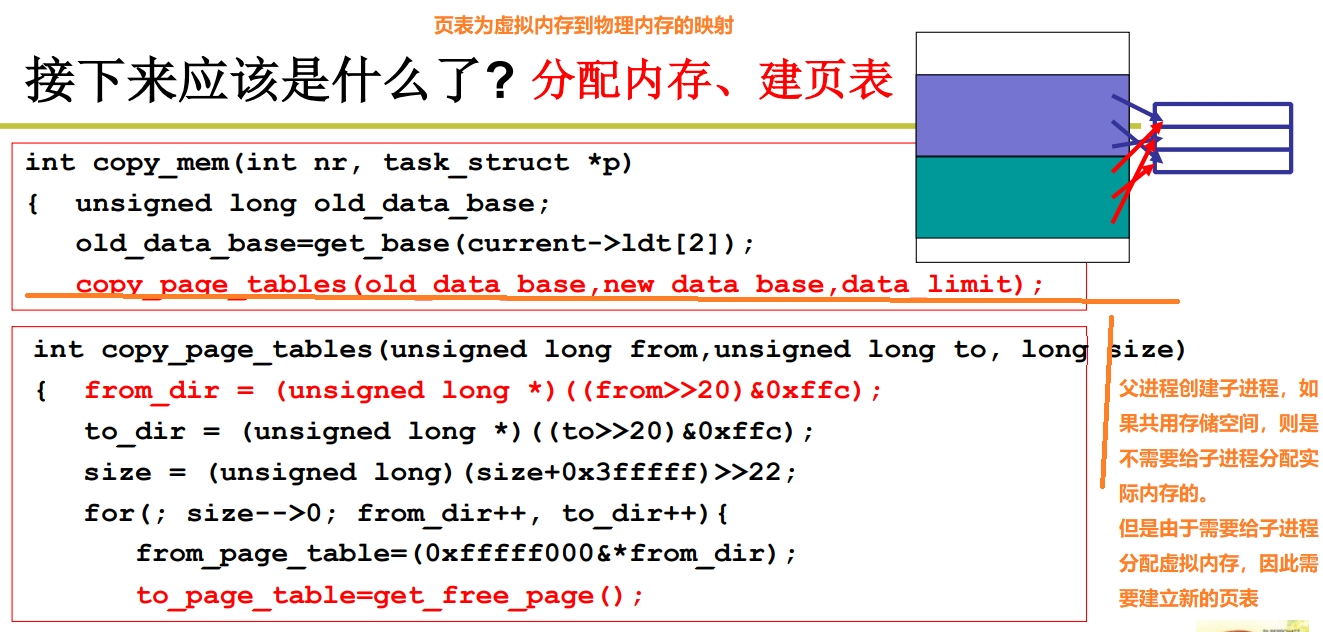 页表为虚拟内存到物理内存的映射
接下来应该是什么了? 分配内存、建页表
int copy_mem(int nr, task_struct *p)
{ unsigned long old_data_base;
old_data_base=get_base(current->ldt[2]);
copy_page_tables(old_data_base,new_data_base,data_limit);
int copy_page_tables(unsigned long from,unsigned long to, long size)
{ from_dir = (unsigned long *)((from>>20)&0xffc);
to_dir = (unsigned long *)((to>>20)&0xffc);
size = (unsigned long)(size+0x3fffff)>>22;
for(; size-->0; from_dir++, to_dir++){
from_page_table=(0xfffff000&*from_dir);
to_page_table=get_free_page();
父进程创建子进程，如
果共用存储空间，则是
不需要给子进程分配实
际内存的。
但是由于需要给子进程
分配虚拟内存，因此需
要建立新的页表